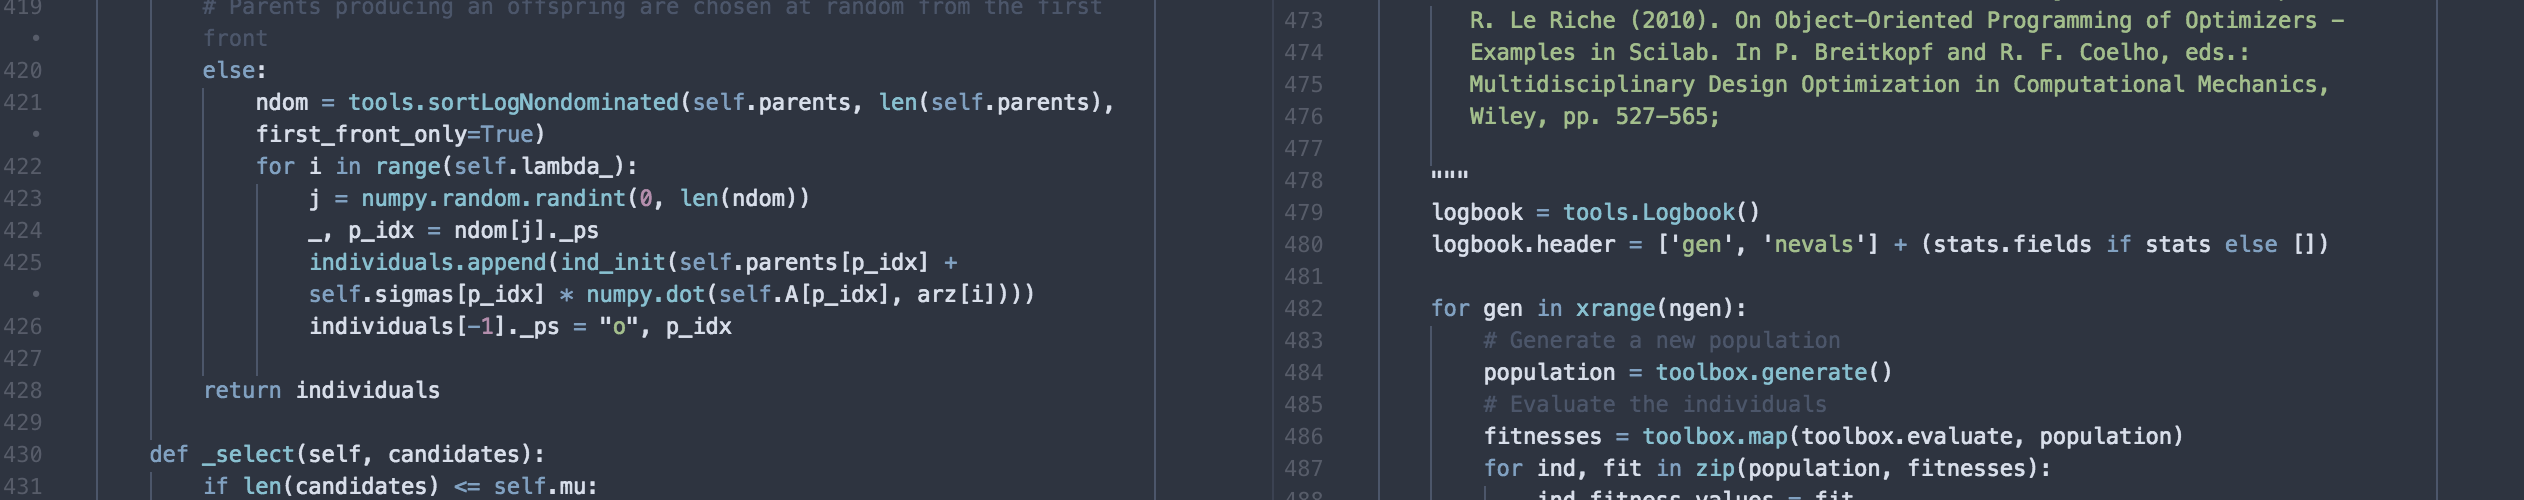 419 # Parents producing an offspring are chosen at random from the first
• front
420 else:
421 ndom = tools.sortLogNondominated(self.parents, len(self.parents),
• first_front_only=True)
422 for i in range(self.lambda_):
423 j = numpy.random.randint(0, len(ndom))
424 _, p_idx = ndom[j]._ps
425 individuals.append(ind_init(self.parents[p_idx] +
• self.sigmas[p_idx] * numpy.dot(self.A[p_idx], arz[i])))
426 individuals[-1]._ps = "o", p_idx
427
428 return individuals
429
430 def _select(self, candidates):
431 if len(candidates) <= self.mu:
473 R. Le Riche (2010). On Object-Oriented Programming of Optimizers -
474 Examples in Scilab. In P. Breitkopf and R. F. Coelho, eds.:
475 Multidisciplinary Design Optimization in Computational Mechanics,
476 Wiley, pp. 527-565;
477
478 """
479 logbook = tools.Logbook()
480 logbook.header = ['gen', 'nevals'] + (stats.fields if stats else [])
481
482 for gen in xrange(ngen):
483 # Generate a new population
484 population = toolbox.generate()
485 # Evaluate the individuals
486 fitnesses = toolbox.map(toolbox.evaluate, population)
487 for ind, fit in zip(population, fitnesses):
488 ind.fitness.values = fit